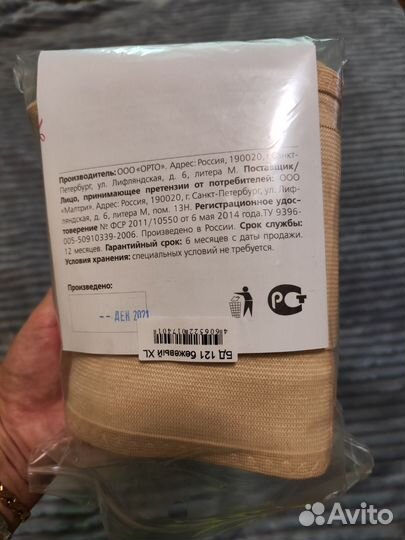 Производитель: ООО «ОРТО». Адрес: Россия, 190020, г. Санкт-
Петербург, ул. Лифляндская, д. 6, литера М. Поставщик/
Лицо, принимающее претензии от потребителей: ООО
«Малтри». Адрес: Россия, 190020, г. Санкт-Петербург, ул. Лиф-
ляндская, д. 6, литера М, пом. 13Н. Регистрационное удос-
товерение № ФСР 2011/10550 от 6 мая 2014 года.ТУ 9396-
005-50910339-2006. Произведено в России. Срок службы:
12 месяцев. Гарантийный срок: 6 месяцев с даты продажи.
Условия хранения: специальных условий не требуется.
Произведено:
-- ДЕК 2021
РСТ
БД 121 бежевый XL
Avito